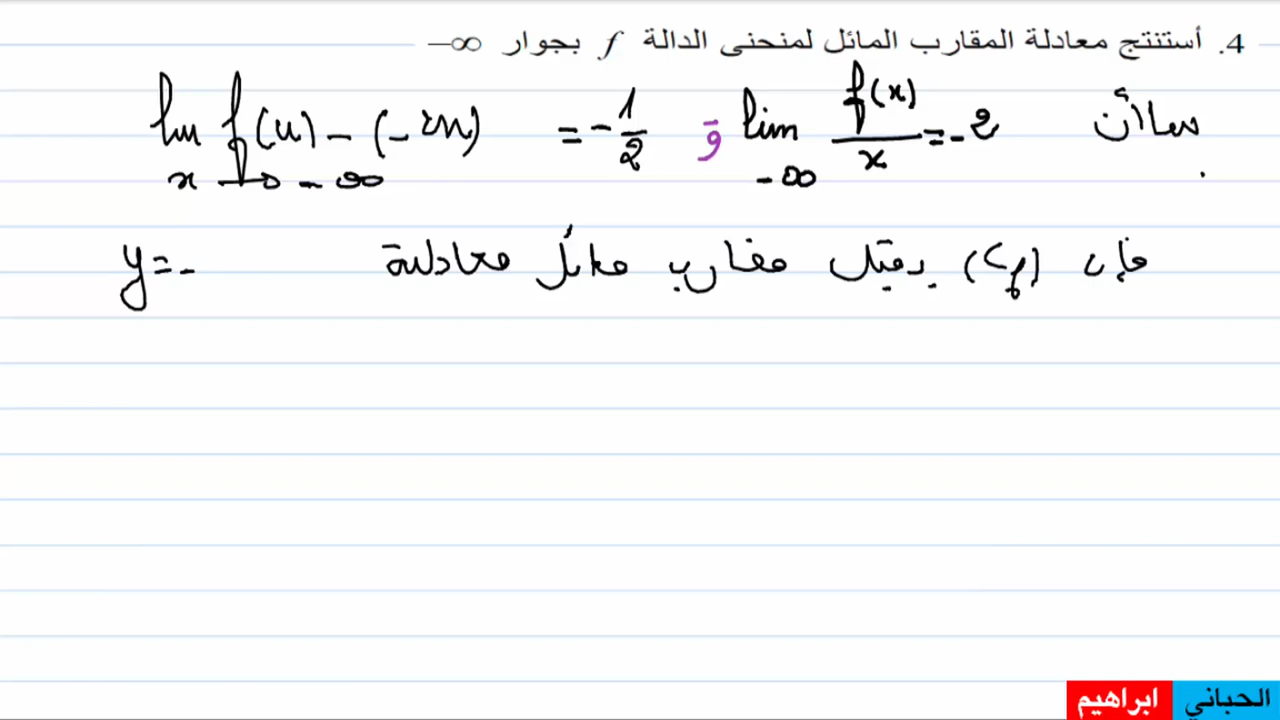 4. أستنتج معادلة المقارب المائل لمنحنى الدالة f بجوار −∞
بما أن lim f(x)/x = -2 و lim f(x) - (-2x) = -1/2
-∞ x → -∞
فإن (Cf) يقبل مقارب مائل معادلته y = -
ابراهيم الحباني